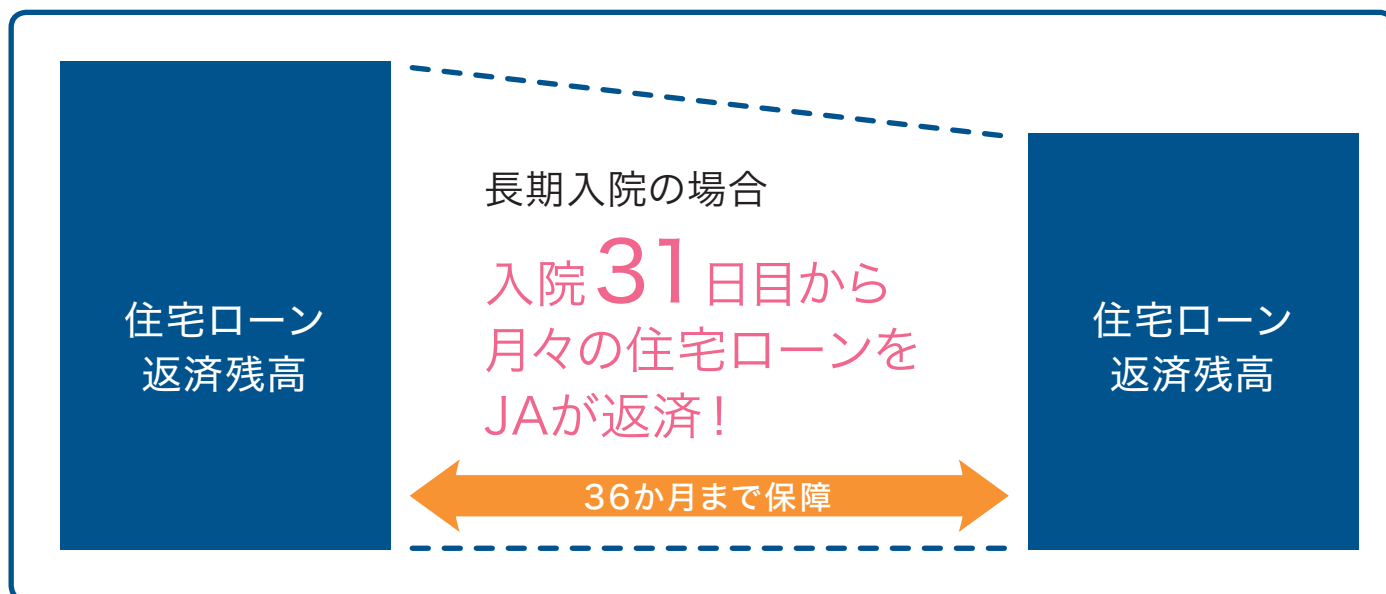 住宅ローン
返済残高
長期入院の場合
入院31日目から
月々の住宅ローンを
JAが返済!
36か月まで保障
住宅ローン
返済残高